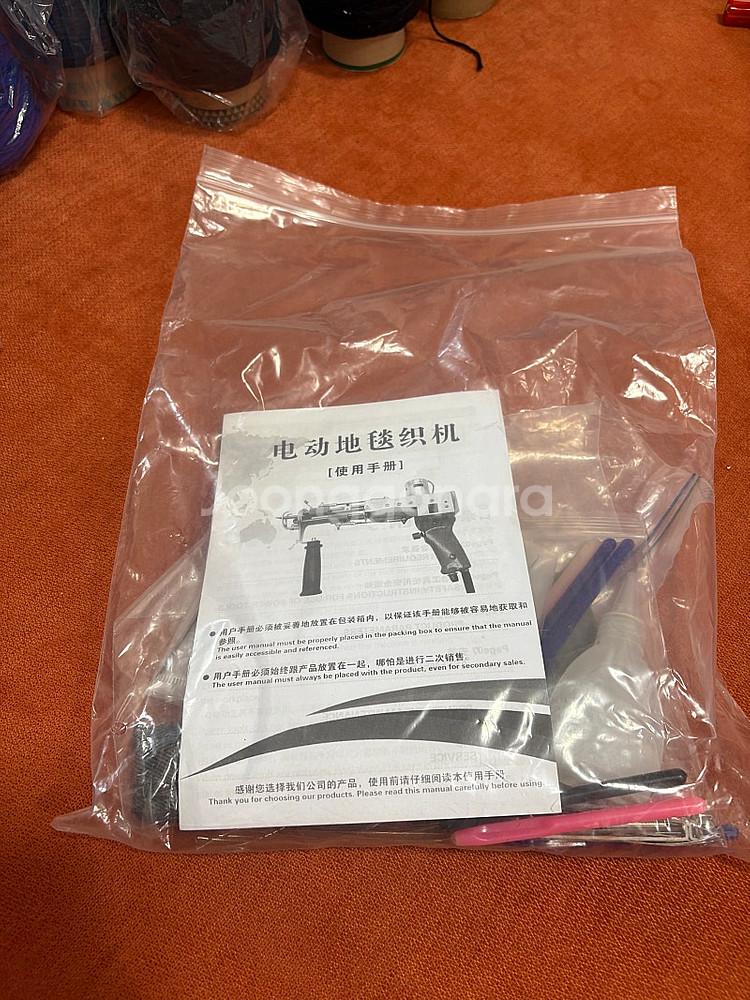 电动地毯织机
[使用手册]
● 用户手册必须被妥善地放置在包装箱内，以保证该手册能够被容易地获取和
参照。
The user manual must be properly placed in the packing box to ensure that the manual
is easily accessible and referenced.
● 用户手册必须始终跟产品放置在一起，哪怕是进行二次销售。
The user manual must always be placed with the product, even for secondary sales.
感谢您选择我们公司的产品，使用前请仔细阅读本使用手册
Thank you for choosing our products. Please read this manual carefully before using.